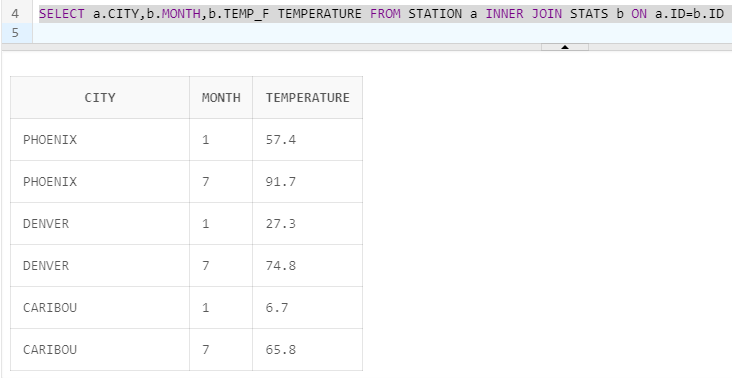 4 SELECT a.CITY,b.MONTH,b.TEMP_F TEMPERATURE FROM STATION a INNER JOIN STATS b ON a.ID=b.ID
5
CITY MONTH TEMPERATURE
PHOENIX 1 57.4
PHOENIX 7 91.7
DENVER 1 27.3
DENVER 7 74.8
CARIBOU 1 6.7
CARIBOU 7 65.8